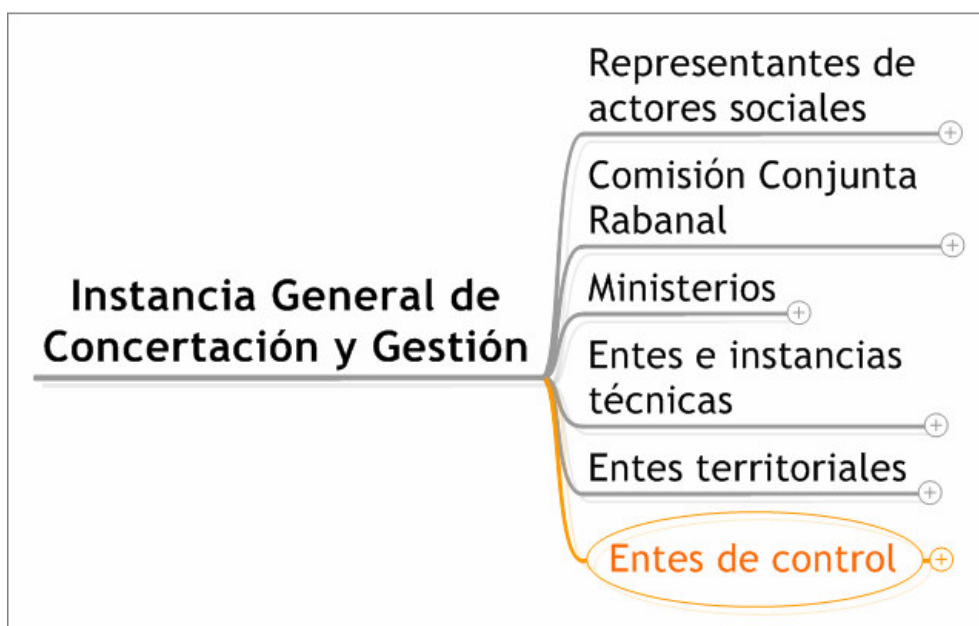 Representantes de
actores sociales
Comisión Conjunta
Rabanal
Instancia General de
Concertación y Gestión
Ministerios
Entes e instancias
técnicas
Entes territoriales
Entes de control